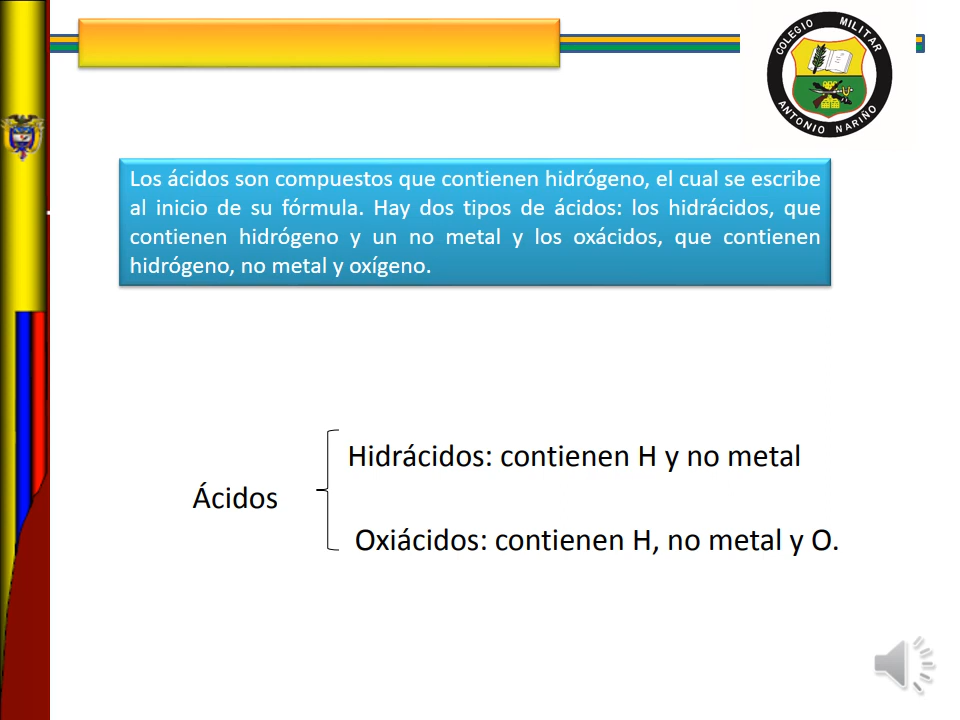 COLEGIO MILITAR
ANTONIO NARIÑO
Los ácidos son compuestos que contienen hidrógeno, el cual se escribe
al inicio de su fórmula. Hay dos tipos de ácidos: los hidrácidos, que
contienen hidrógeno y un no metal y los oxácidos, que contienen
hidrógeno, no metal y oxígeno.
Hidrácidos: contienen H y no metal
Ácidos
Oxiácidos: contienen H, no metal y O.